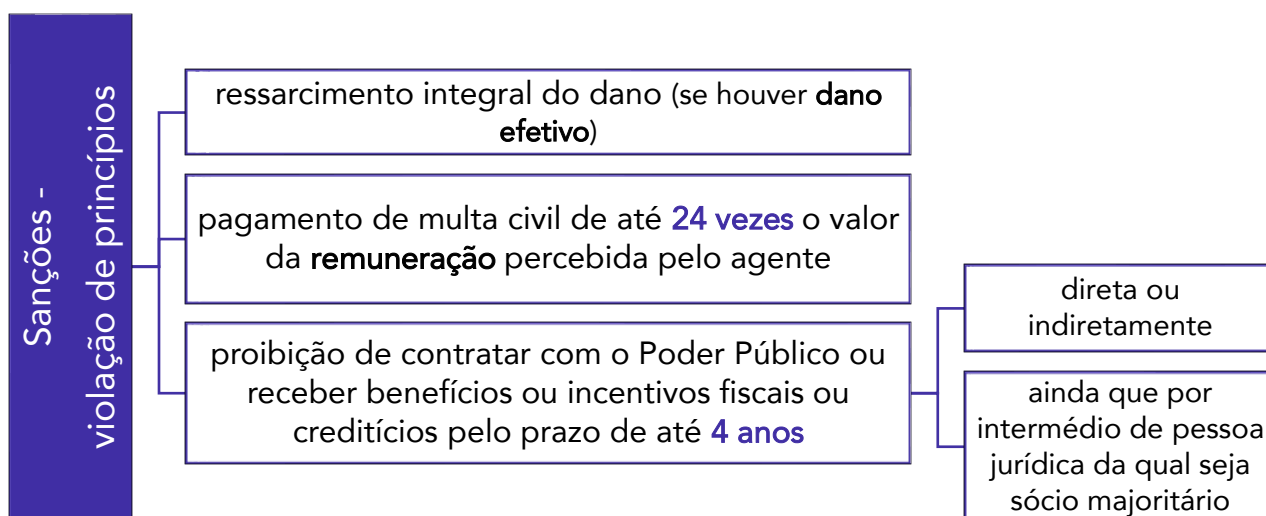 Sanções -
violação de princípios
ressarcimento integral do dano (se houver dano
efetivo)
pagamento de multa civil de até 24 vezes o valor
da remuneração percebida pelo agente
proibição de contratar com o Poder Público ou
receber benefícios ou incentivos fiscais ou
creditícios pelo prazo de até 4 anos
direta ou
indiretamente
ainda que por
intermédio de pessoa
jurídica da qual seja
sócio majoritário